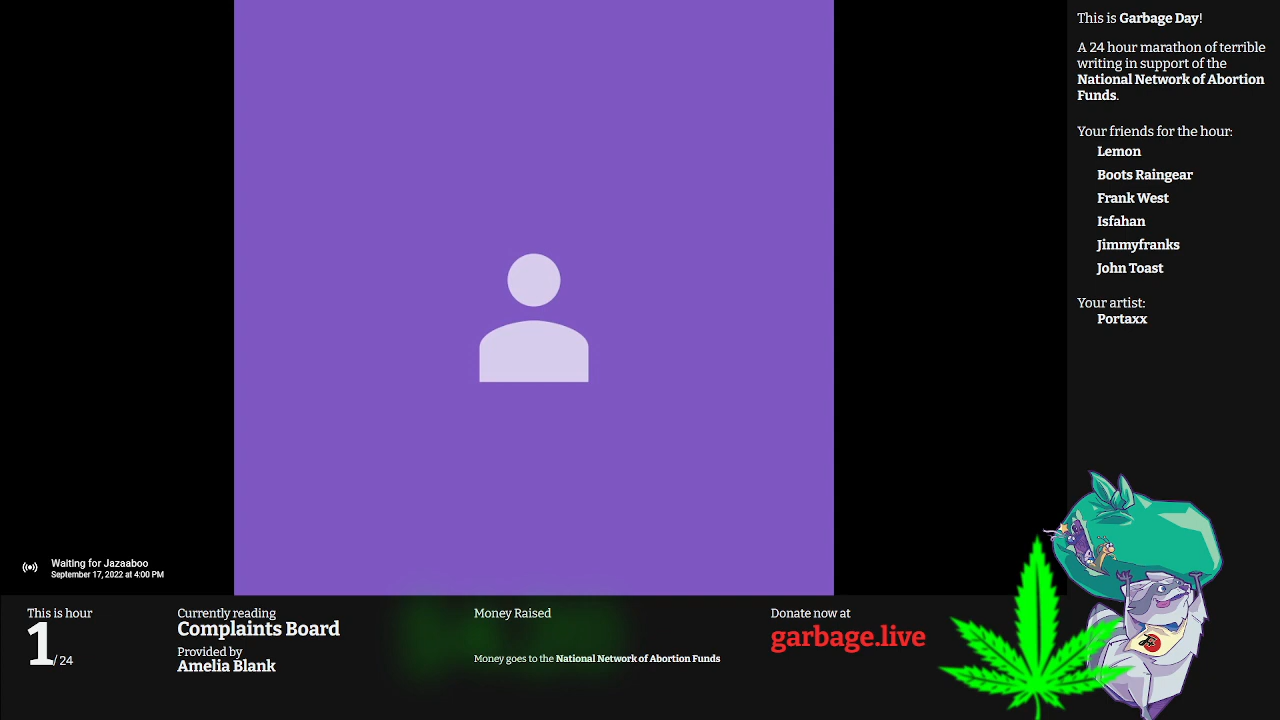 This is Garbage Day!
A 24 hour marathon of terrible
writing in support of the
National Network of Abortion
Funds.
Your friends for the hour:
Lemon
Boots Raingear
Frank West
Isfahan
Jimmyfranks
John Toast
Your artist:
Portaxx
Waiting for Jazaaboo
September 17, 2022 at 4:00 PM
This is hour
1/ 24
Currently reading
Complaints Board
Provided by
Amelia Blank
Money Raised
Money goes to the National Network of Abortion Funds
Donate now at
garbage.live